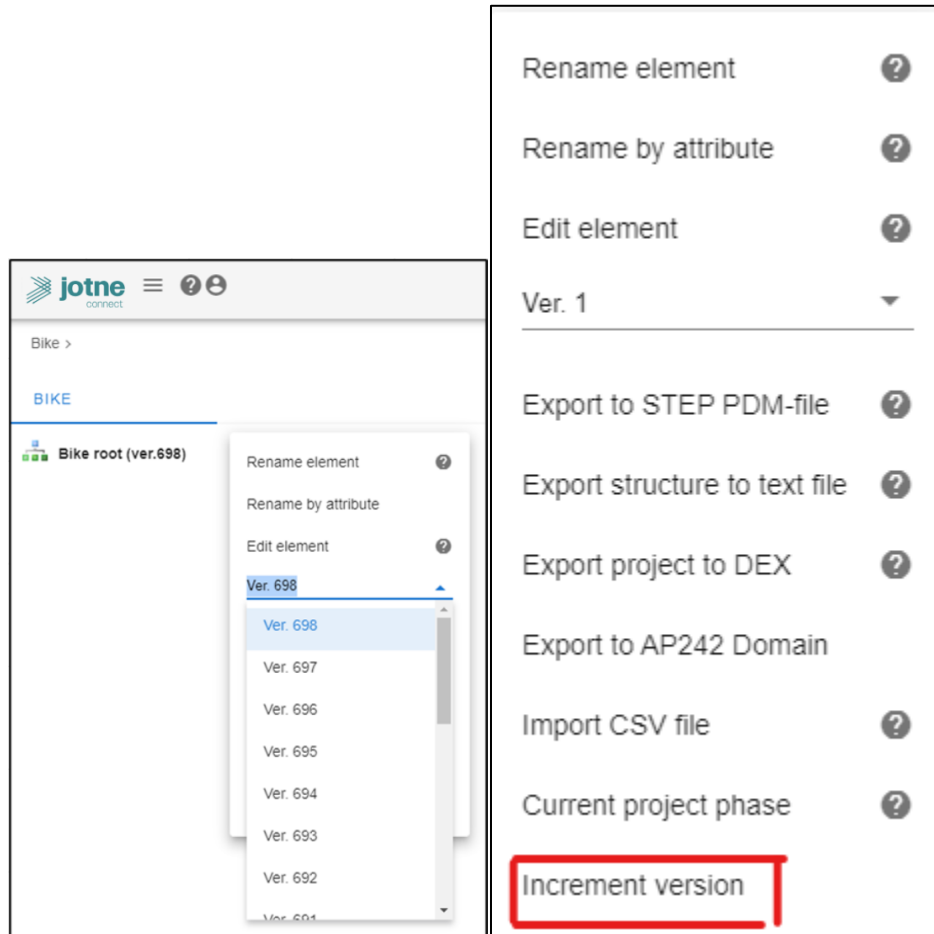 jotne
connect
Bike >
BIKE
Bike root (ver.698)
Rename element
Rename by attribute
Edit element
Ver. 698
Ver. 698
Ver. 697
Ver. 696
Ver. 695
Ver. 694
Ver. 693
Ver. 692
Ver. 691
Rename element
Rename by attribute
Edit element
Ver. 1
Export to STEP PDM-file
Export structure to text file
Export project to DEX
Export to AP242 Domain
Import CSV file
Current project phase
Increment version